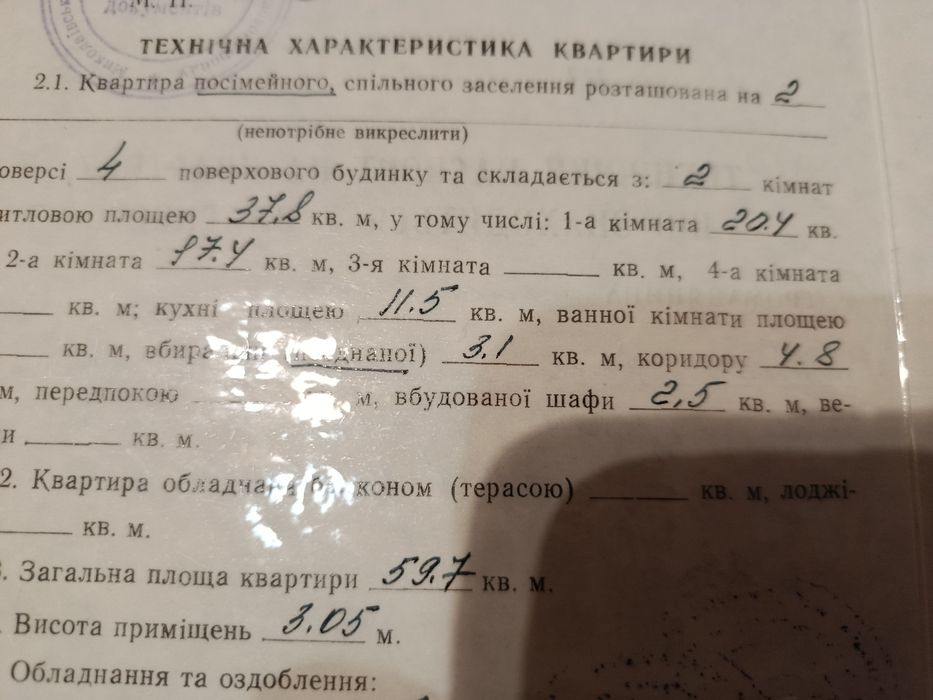 М. П.
документів
ТЕХНІЧНА ХАРАКТЕРИСТИКА КВАРТИРИ
2.1. Квартира посімейного, спільного заселення розташована на 2
(непотрібне викреслити)
оверсі 4 поверхового будинку та складається з: 2 кімнат
итловою площею 37,8 кв. м, у тому числі: 1-а кімната 20.4 кв.
2-а кімната 17.4 кв. м, 3-я кімната кв. м, 4-а кімната
кв. м; кухні площею 11.5 кв. м, ванної кімнати площею
кв. м, вбиральні (поєднаної) 3.1 кв. м, коридору 4.8
м, передпокою м, вбудованої шафи 2,5 кв. м, ве-
и кв. м.
2. Квартира обладнана балконом (терасою) кв. м, лоджі-
кв. м.
3. Загальна площа квартири 59.7 кв. м.
. Висота приміщень 3.05 м.
Обладнання та оздоблення: